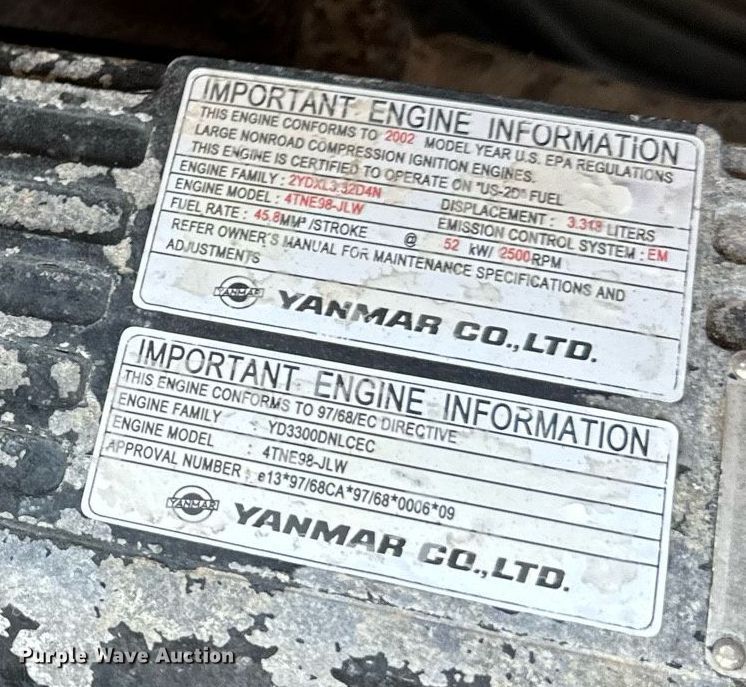 IMPORTANT ENGINE INFORMATION
THIS ENGINE CONFORMS TO 2002 MODEL YEAR U.S. EPA REGULATIONS
LARGE NONROAD COMPRESSION IGNITION ENGINES.
THIS ENGINE IS CERTIFIED TO OPERATE ON "US-2D" FUEL
ENGINE FAMILY : 2YDXL3.32D4N DISPLACEMENT : 3.318 LITERS
ENGINE MODEL : 4TNE98-JLW EMISSION CONTROL SYSTEM : EM
FUEL RATE : 45.8MM³/STROKE @ 52 kW/ 2500RPM
REFER OWNER'S MANUAL FOR MAINTENANCE SPECIFICATIONS AND
ADJUSTMENTS
YANMAR YANMAR CO.,LTD.
IMPORTANT ENGINE INFORMATION
THIS ENGINE CONFORMS TO 97/68/EC DIRECTIVE
ENGINE FAMILY : YD3300DNLCEC
ENGINE MODEL : 4TNE98-JLW
APPROVAL NUMBER : e13*97/68CA*97/68*0006*09
YANMAR YANMAR CO.,LTD.
Purple Wave Auction